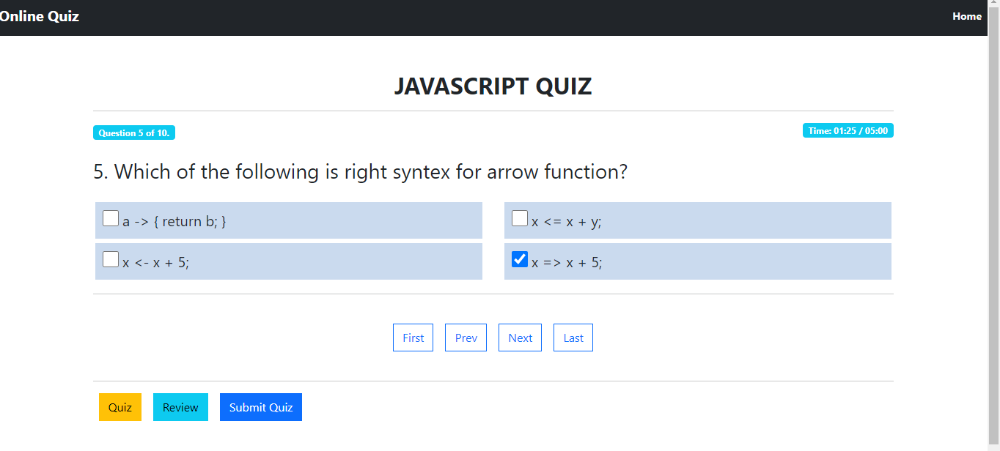 Online Quiz
Home
JAVASCRIPT QUIZ
Question 5 of 10.
Time: 01:25 / 05:00
5. Which of the following is right syntex for arrow function?
a -> { return b; }
x <= x + y;
x <- x + 5;
x => x + 5;
First
Prev
Next
Last
Quiz
Review
Submit Quiz